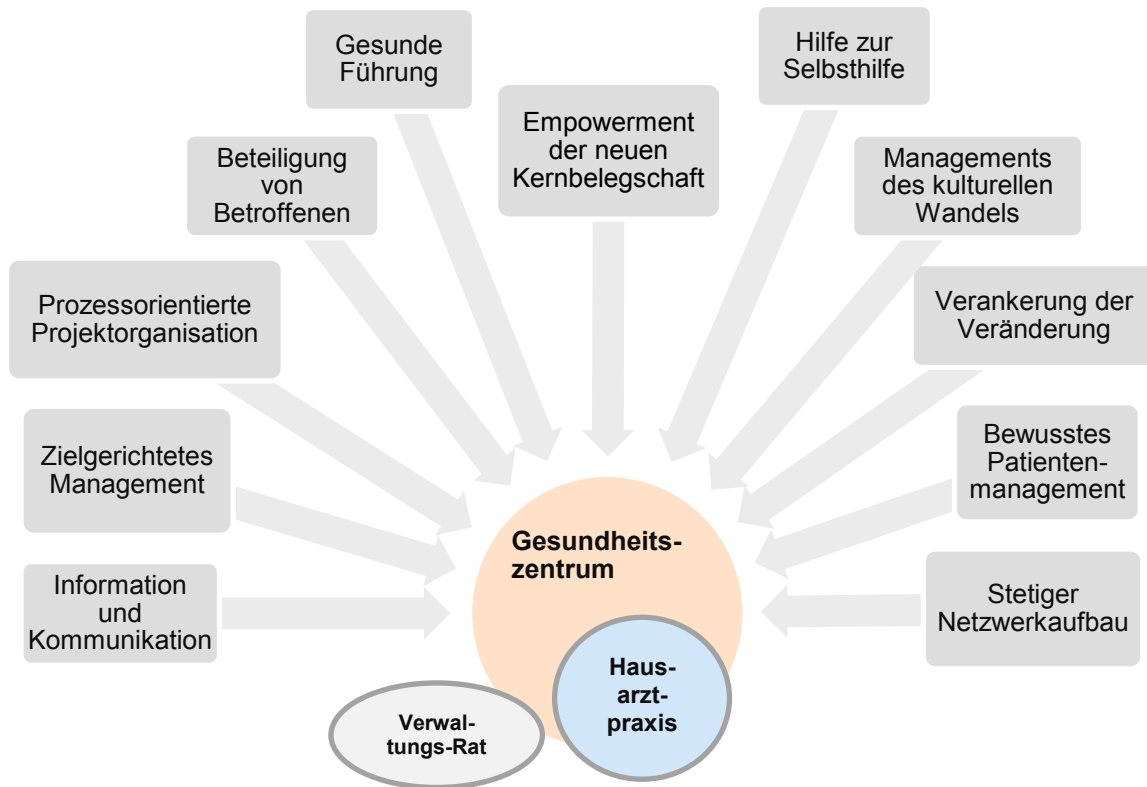 Gesunde
Führung
Hilfe zur
Selbsthilfe
Empowerment
der neuen
Kernbelegschaft
Beteiligung
von
Betroffenen
Managements
des kulturellen
Wandels
Prozessorientierte
Projektorganisation
Verankerung der
Veränderung
Zielgerichtetes
Management
Bewusstes
Patienten-
management
Gesundheits-
zentrum
Information
und
Kommunikation
Stetiger
Netzwerkaufbau
Haus-
arzt-
praxis
Verwal-
tungs-Rat